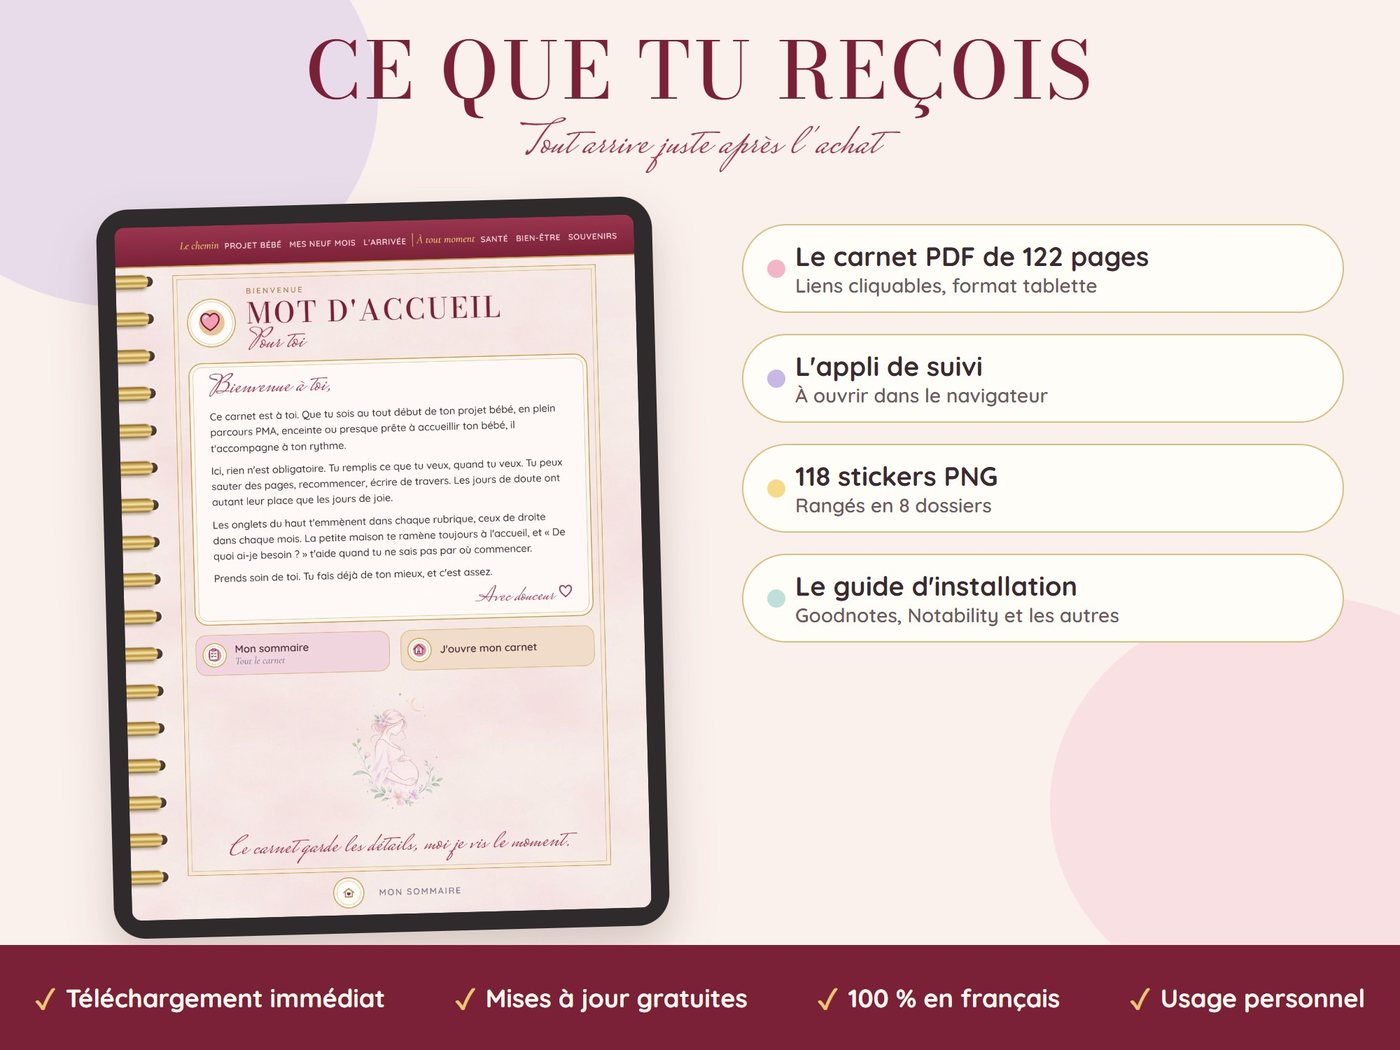 CE QUE TU REÇOIS
Tout arrive juste après l'achat
Le chemin PROJET BÉBÉ MES NEUF MOIS L'ARRIVÉE À tout moment SANTÉ BIEN-ÊTRE SOUVENIRS
BIENVENUE
MOT D'ACCUEIL
Pour toi
Bienvenue à toi,
Ce carnet est à toi. Que tu sois au tout début de ton projet bébé, en plein
parcours PMA, enceinte ou presque prête à accueillir ton bébé, il
t'accompagne à ton rythme.
Ici, rien n'est obligatoire. Tu remplis ce que tu veux, quand tu veux. Tu peux
sauter des pages, recommencer, écrire de travers. Les jours de doute ont
autant leur place que les jours de joie.
Les onglets du haut t'emmènent dans chaque rubrique, ceux de droite
dans chaque mois. La petite maison te ramène toujours à l'accueil, et « De
quoi ai-je besoin ? » t'aide quand tu ne sais pas par où commencer.
Prends soin de toi. Tu fais déjà de ton mieux, et c'est assez.
Avec douceur
Mon sommaire
Tout le carnet
J'ouvre mon carnet
Ce carnet garde les détails, moi je vis le moment.
MON SOMMAIRE
Le carnet PDF de 122 pages
Liens cliquables, format tablette
L'appli de suivi
À ouvrir dans le navigateur
118 stickers PNG
Rangés en 8 dossiers
Le guide d'installation
Goodnotes, Notability et les autres
✓ Téléchargement immédiat ✓ Mises à jour gratuites ✓ 100 % en français ✓ Usage personnel